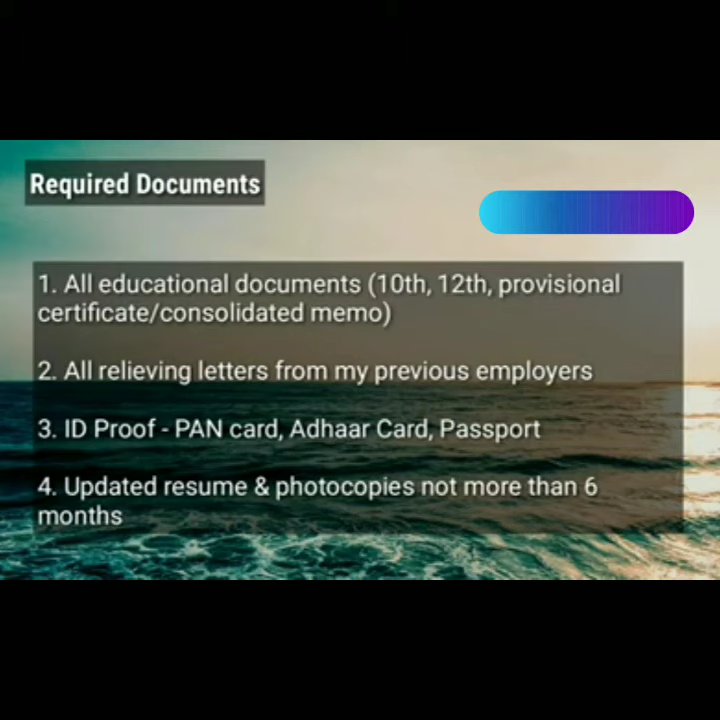 Required Documents
1. All educational documents (10th, 12th, provisional
certificate/consolidated memo)
2. All relieving letters from my previous employers
3. ID Proof - PAN card, Adhaar Card, Passport
4. Updated resume & photocopies not more than 6
months